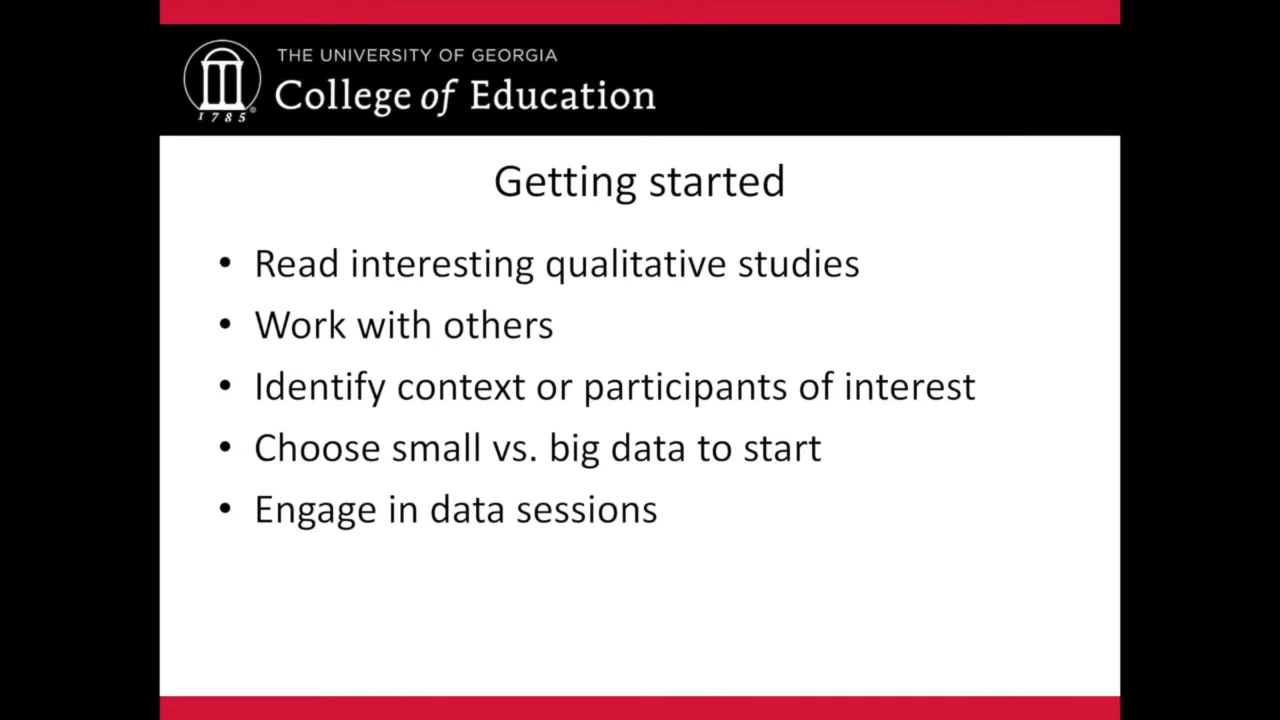 THE UNIVERSITY OF GEORGIA
College of Education
1785
Getting started
• Read interesting qualitative studies
• Work with others
• Identify context or participants of interest
• Choose small vs. big data to start
• Engage in data sessions